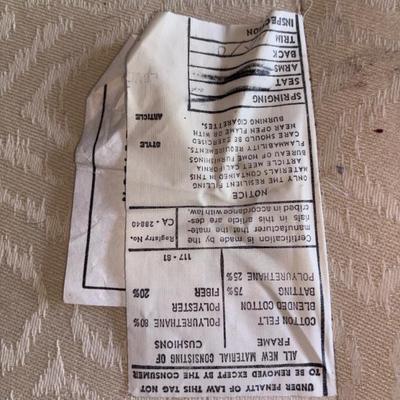 UNDER PENALTY OF LAW THIS TAG NOT
TO BE REMOVED EXCEPT BY THE CONSUMER
ALL NEW MATERIAL CONSISTING OF
FRAME CUSHIONS
COTTON FELT POLYURETHANE 80%
BLENDED COTTON POLYESTER
BATTING 75% FIBER 20%
POLYURETHANE 25%
117 - 81
Certification is made by the Registry No.
manufacturer that the mate- CA - 28840
rials in this article are des-
cribed in accordance with law.
NOTICE
ONLY THE RESILIENT FILLING
MATERIALS CONTAINED IN THIS
ARTICLE MEET CALIFORNIA
BUREAU OF HOME FURNISHINGS
FLAMMABILITY REQUIREMENTS.
CARE SHOULD BE EXERCISED
NEAR OPEN FLAME OR WITH
BURNING CIGARETTES.
STYLE
ARTICLE
SPRINGING
SEAT
ARMS
BACK
TRIM
INSPECTION